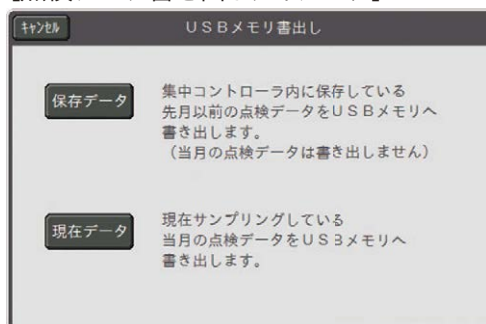 キャンセル
USBメモリ書出し
保存データ
集中コントローラ内に保存している
先月以前の点検データをUSBメモリへ
書き出します。
（当月の点検データは書き出しません）
現在データ
現在サンプリングしている
当月の点検データをUSBメモリへ
書き出します。